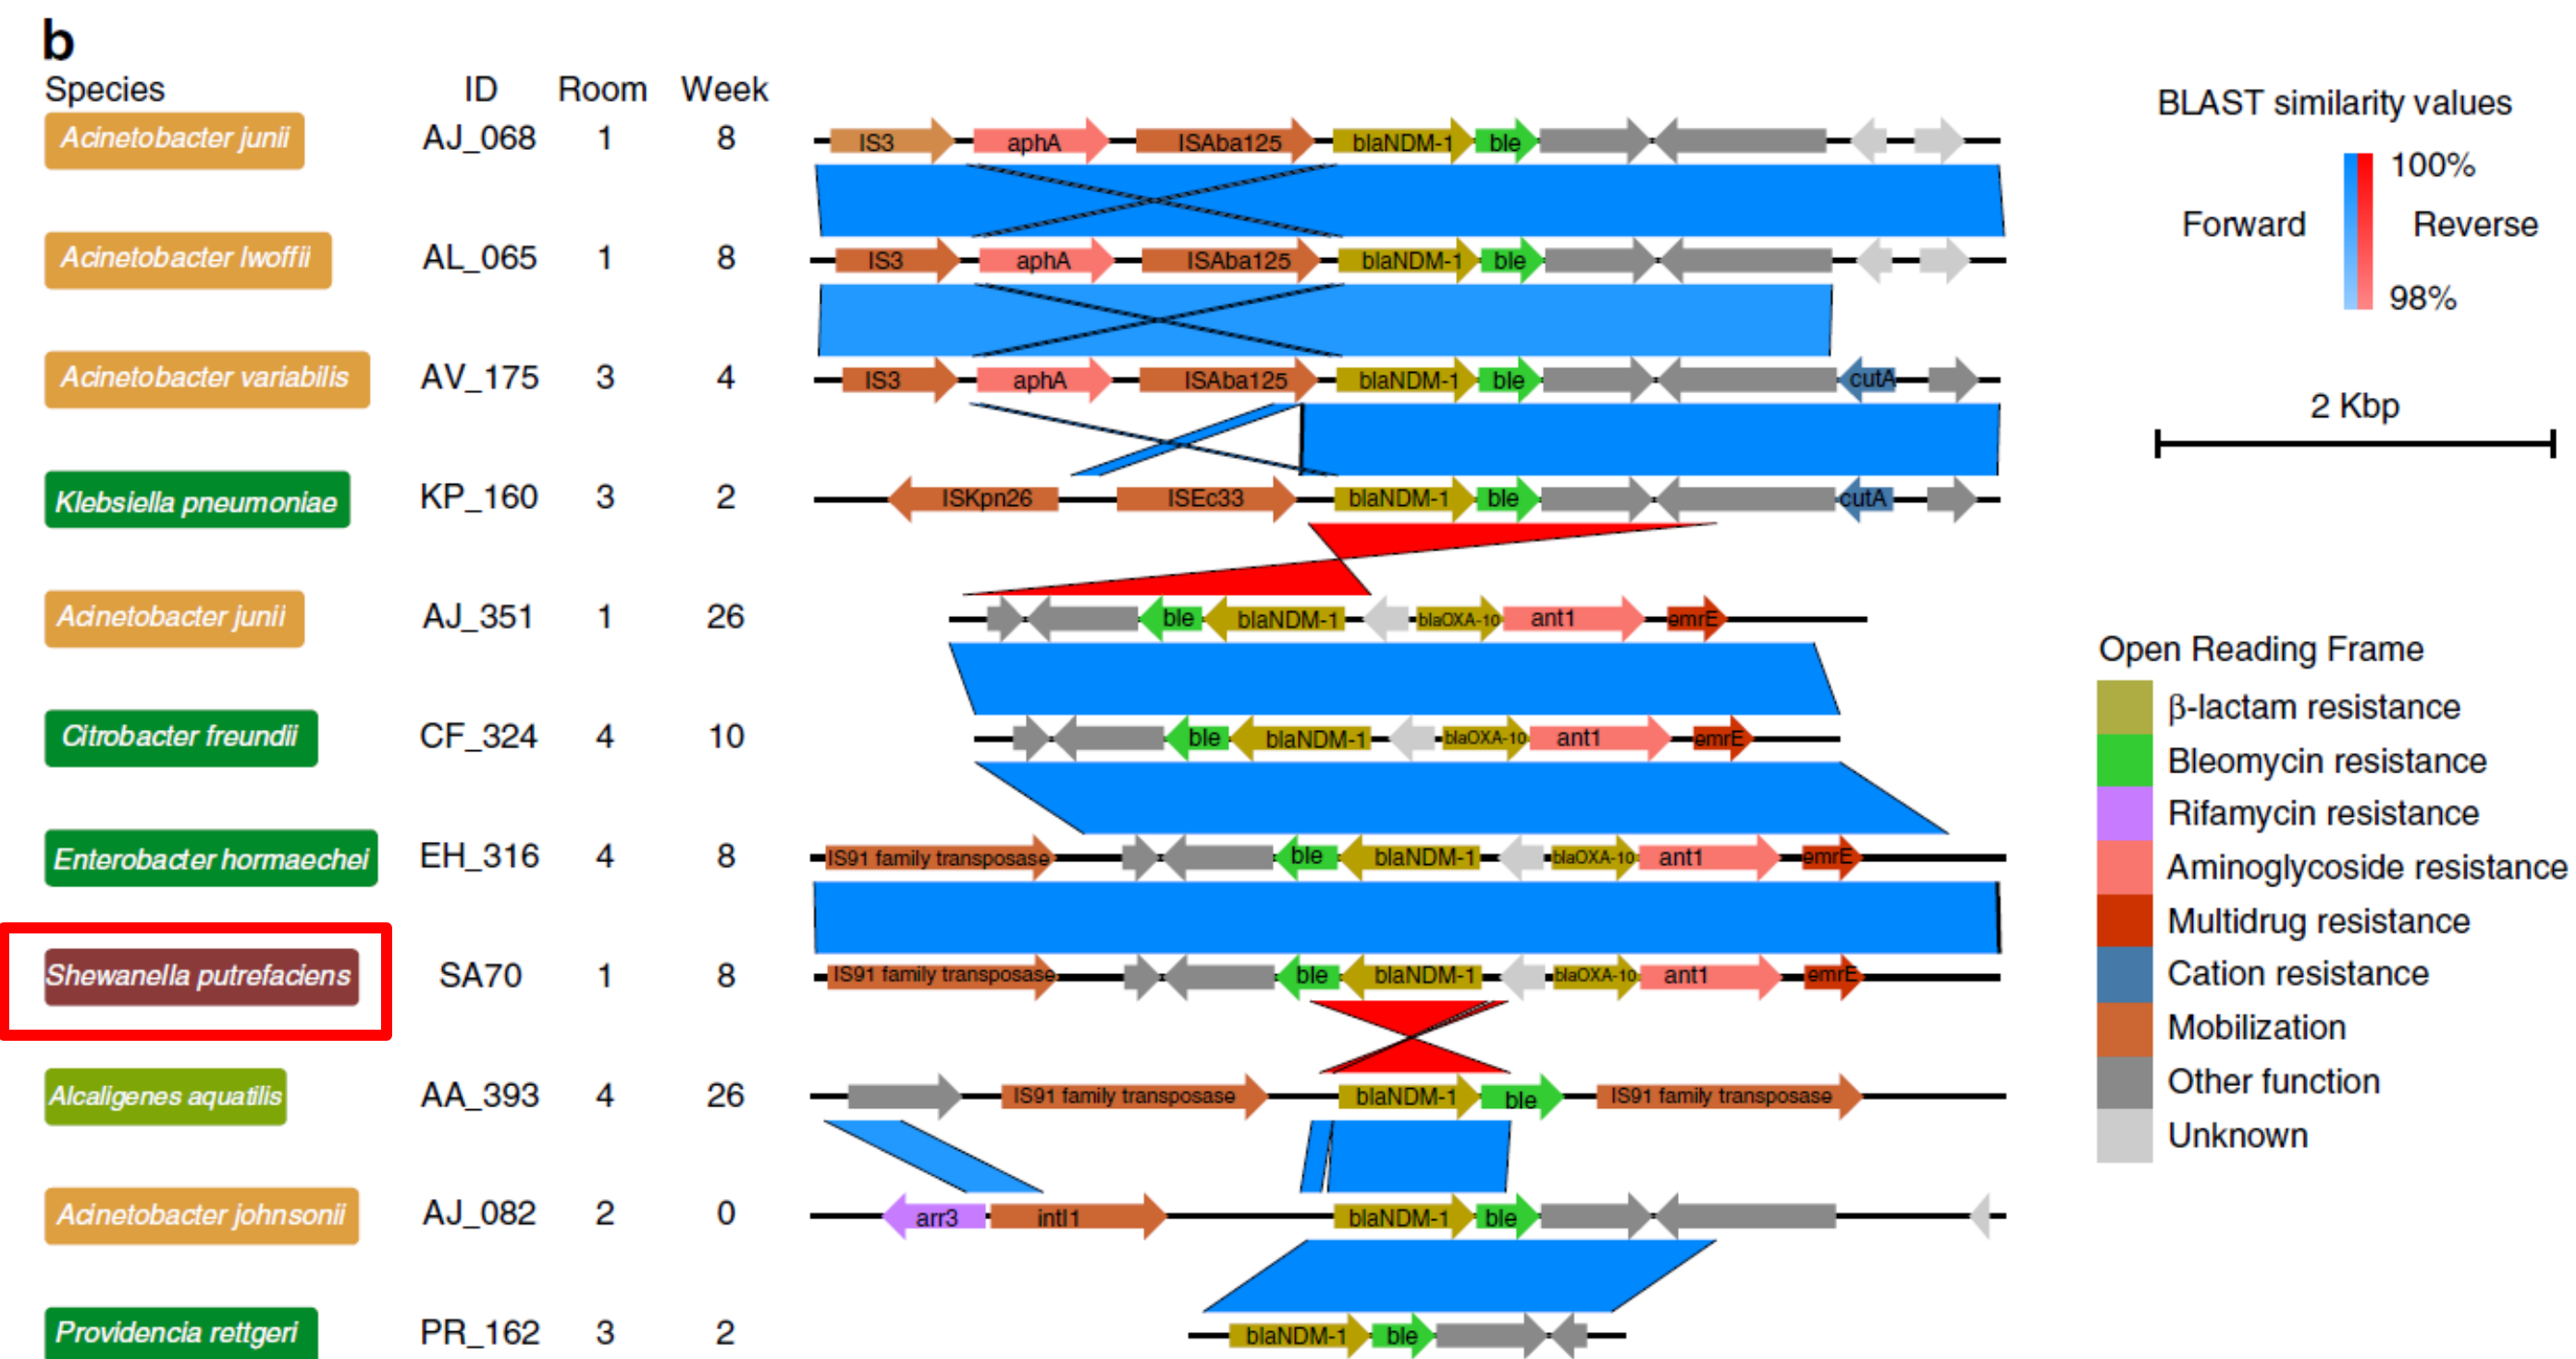 b
Species ID Room Week
Acinetobacter junii AJ_068 1 8 IS3 aphA ISAba125 blaNDM-1 ble
Acinetobacter lwoffii AL_065 1 8 IS3 aphA ISAba125 blaNDM-1 ble
Acinetobacter variabilis AV_175 3 4 IS3 aphA ISAba125 blaNDM-1 ble cutA
Klebsiella pneumoniae KP_160 3 2 ISKpn26 ISEc33 blaNDM-1 ble cutA
Acinetobacter junii AJ_351 1 26 ble blaNDM-1 blaOXA-10 ant1 emrE
Citrobacter freundii CF_324 4 10 ble blaNDM-1 blaOXA-10 ant1 emrE
Enterobacter hormaechei EH_316 4 8 IS91 family transposase ble blaNDM-1 blaOXA-10 ant1 emrE
Shewanella putrefaciens SA70 1 8 IS91 family transposase ble blaNDM-1 blaOXA-10 ant1 emrE
Alcaligenes aquatilis AA_393 4 26 IS91 family transposase blaNDM-1 ble IS91 family transposase
Acinetobacter johnsonii AJ_082 2 0 arr3 intI1 blaNDM-1 ble
Providencia rettgeri PR_162 3 2 blaNDM-1 ble
BLAST similarity values
100%
Forward Reverse
98%
2 Kbp
Open Reading Frame
β-lactam resistance
Bleomycin resistance
Rifamycin resistance
Aminoglycoside resistance
Multidrug resistance
Cation resistance
Mobilization
Other function
Unknown